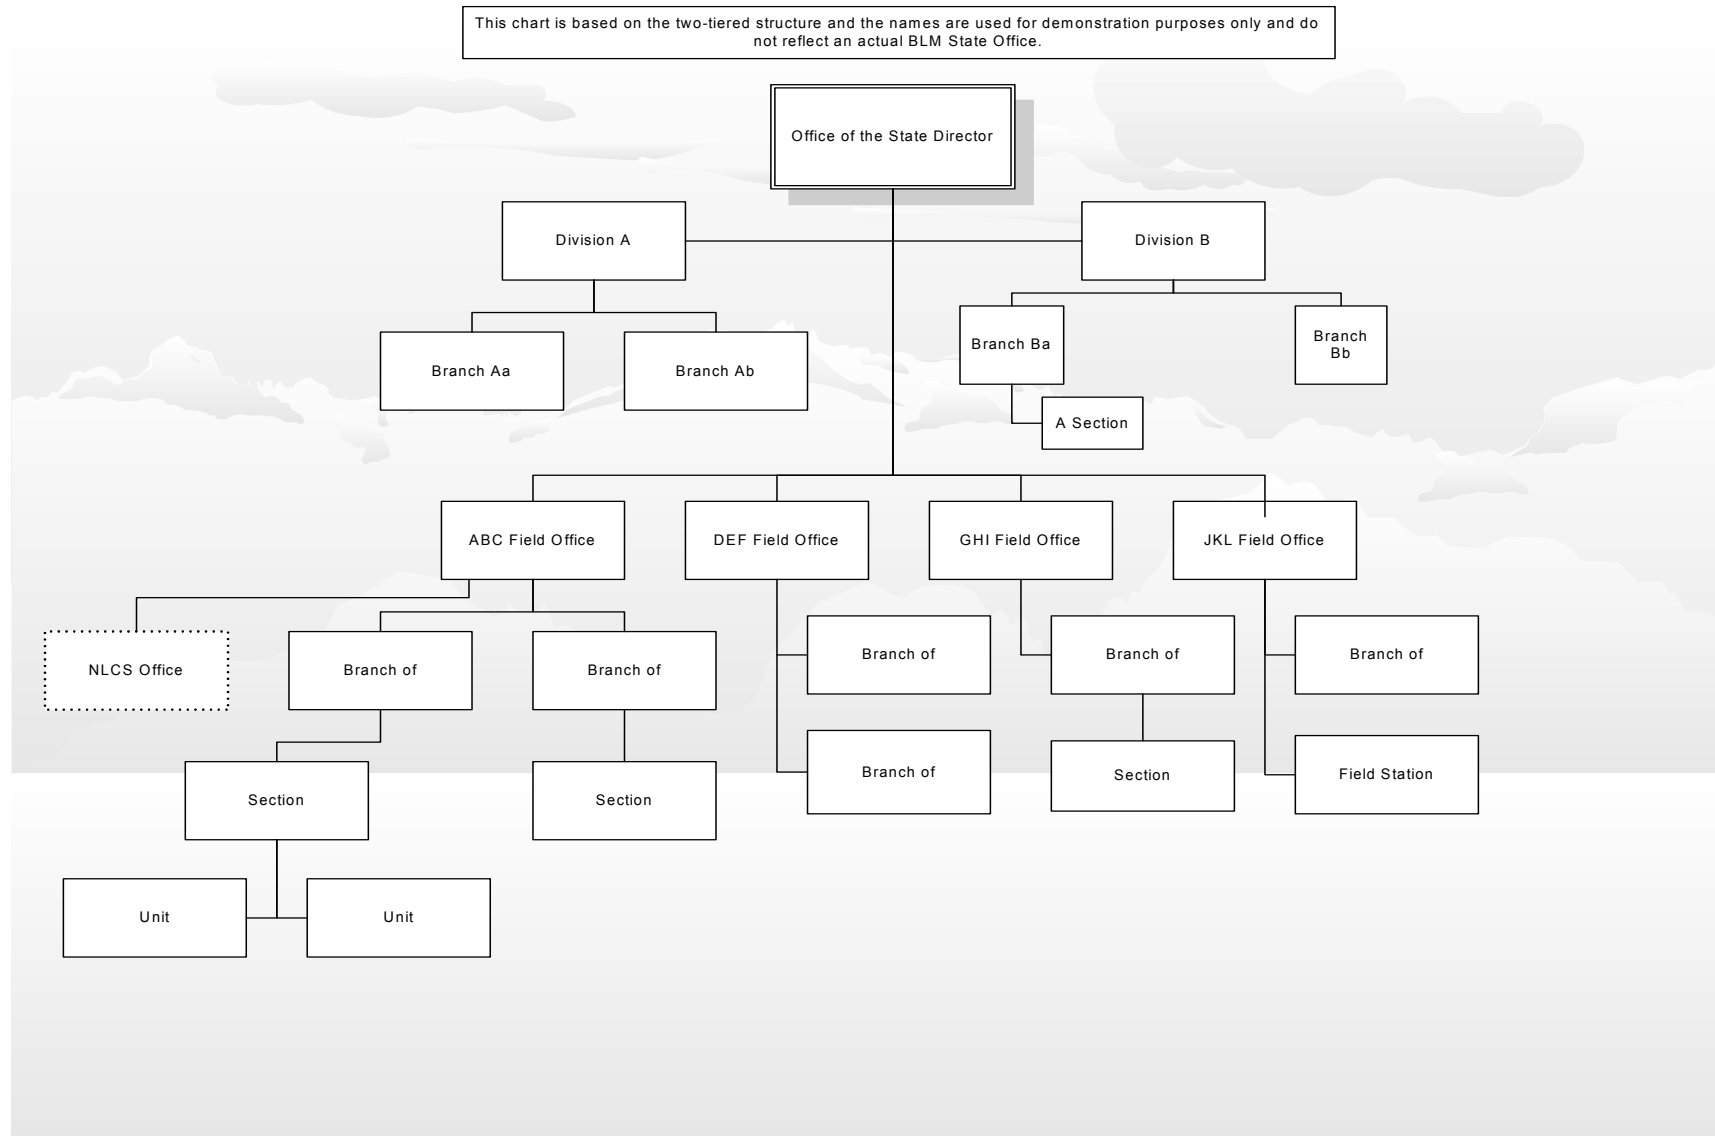 This chart is based on the two-tiered structure and the names are used for demonstration purposes only and do
not reflect an actual BLM State Office.
Office of the State Director
Division A
Division B
Branch Aa
Branch Ab
Branch Ba
Branch
Bb
A Section
ABC Field Office
DEF Field Office
GHI Field Office
JKL Field Office
NLCS Office
Branch of
Branch of
Branch of
Branch of
Branch of
Branch of
Section
Section
Section
Field Station
Unit
Unit